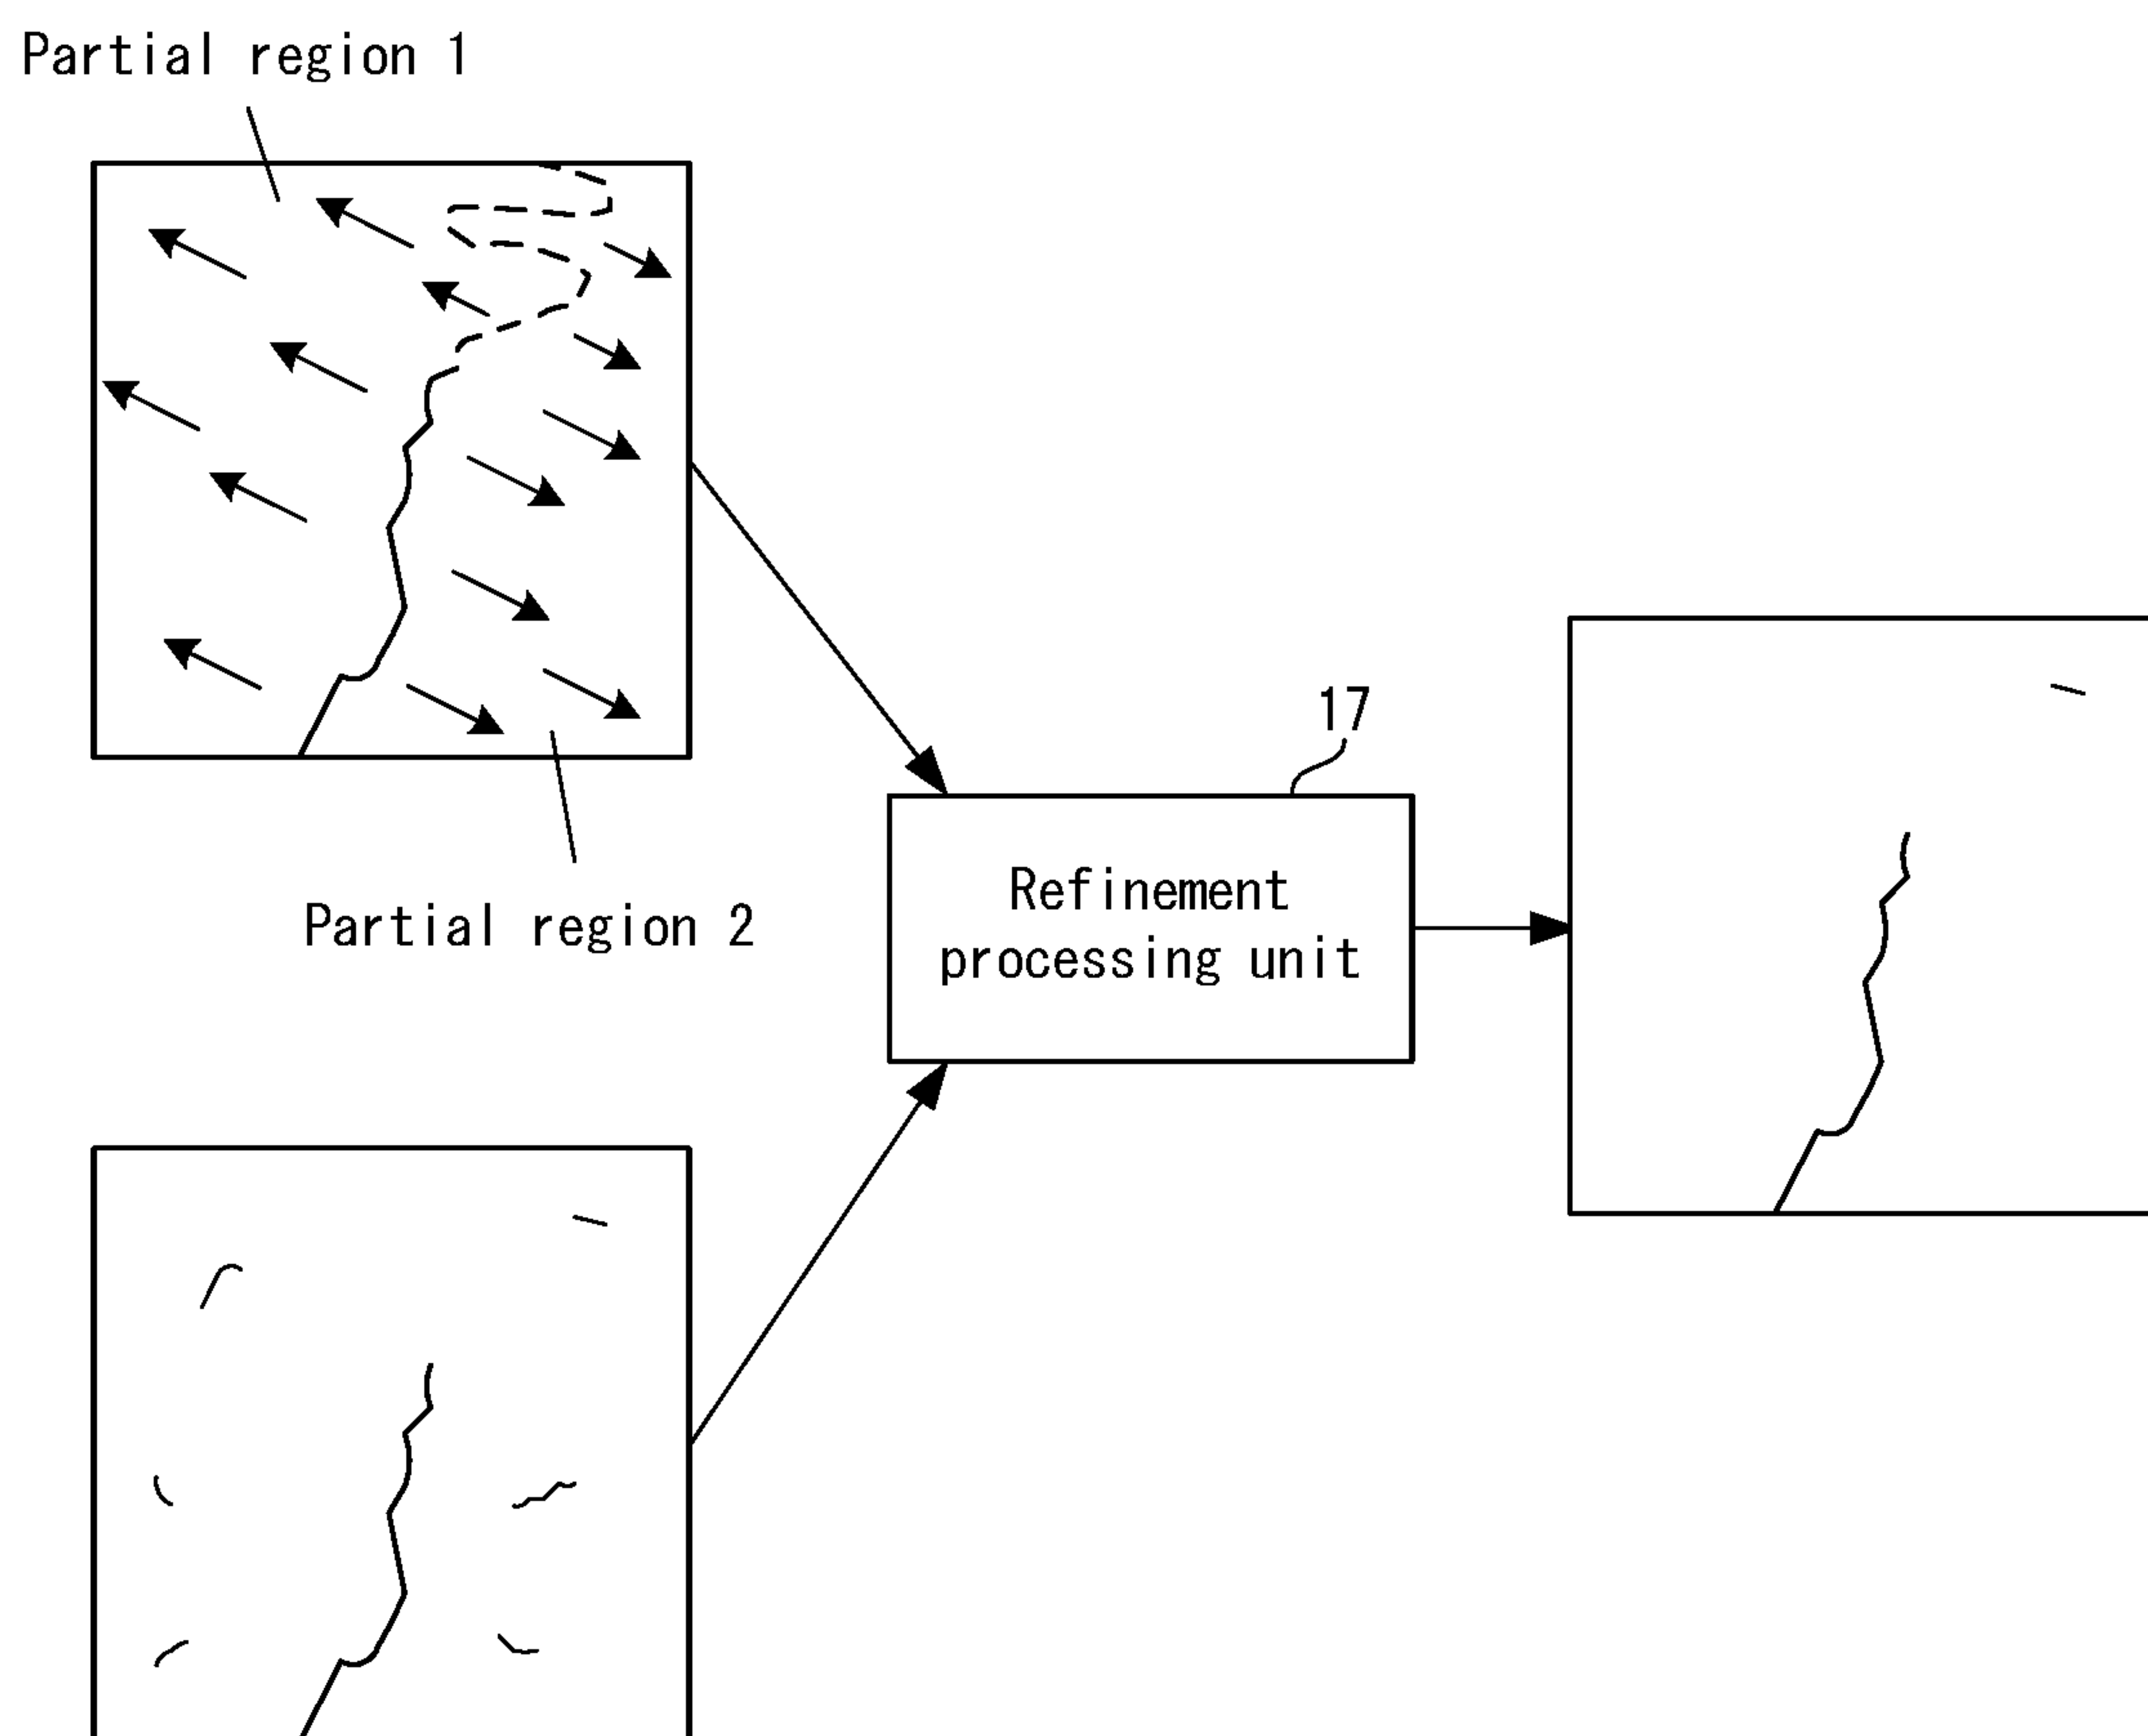 Partial region 1
Partial region 2
17
Refinement
processing unit